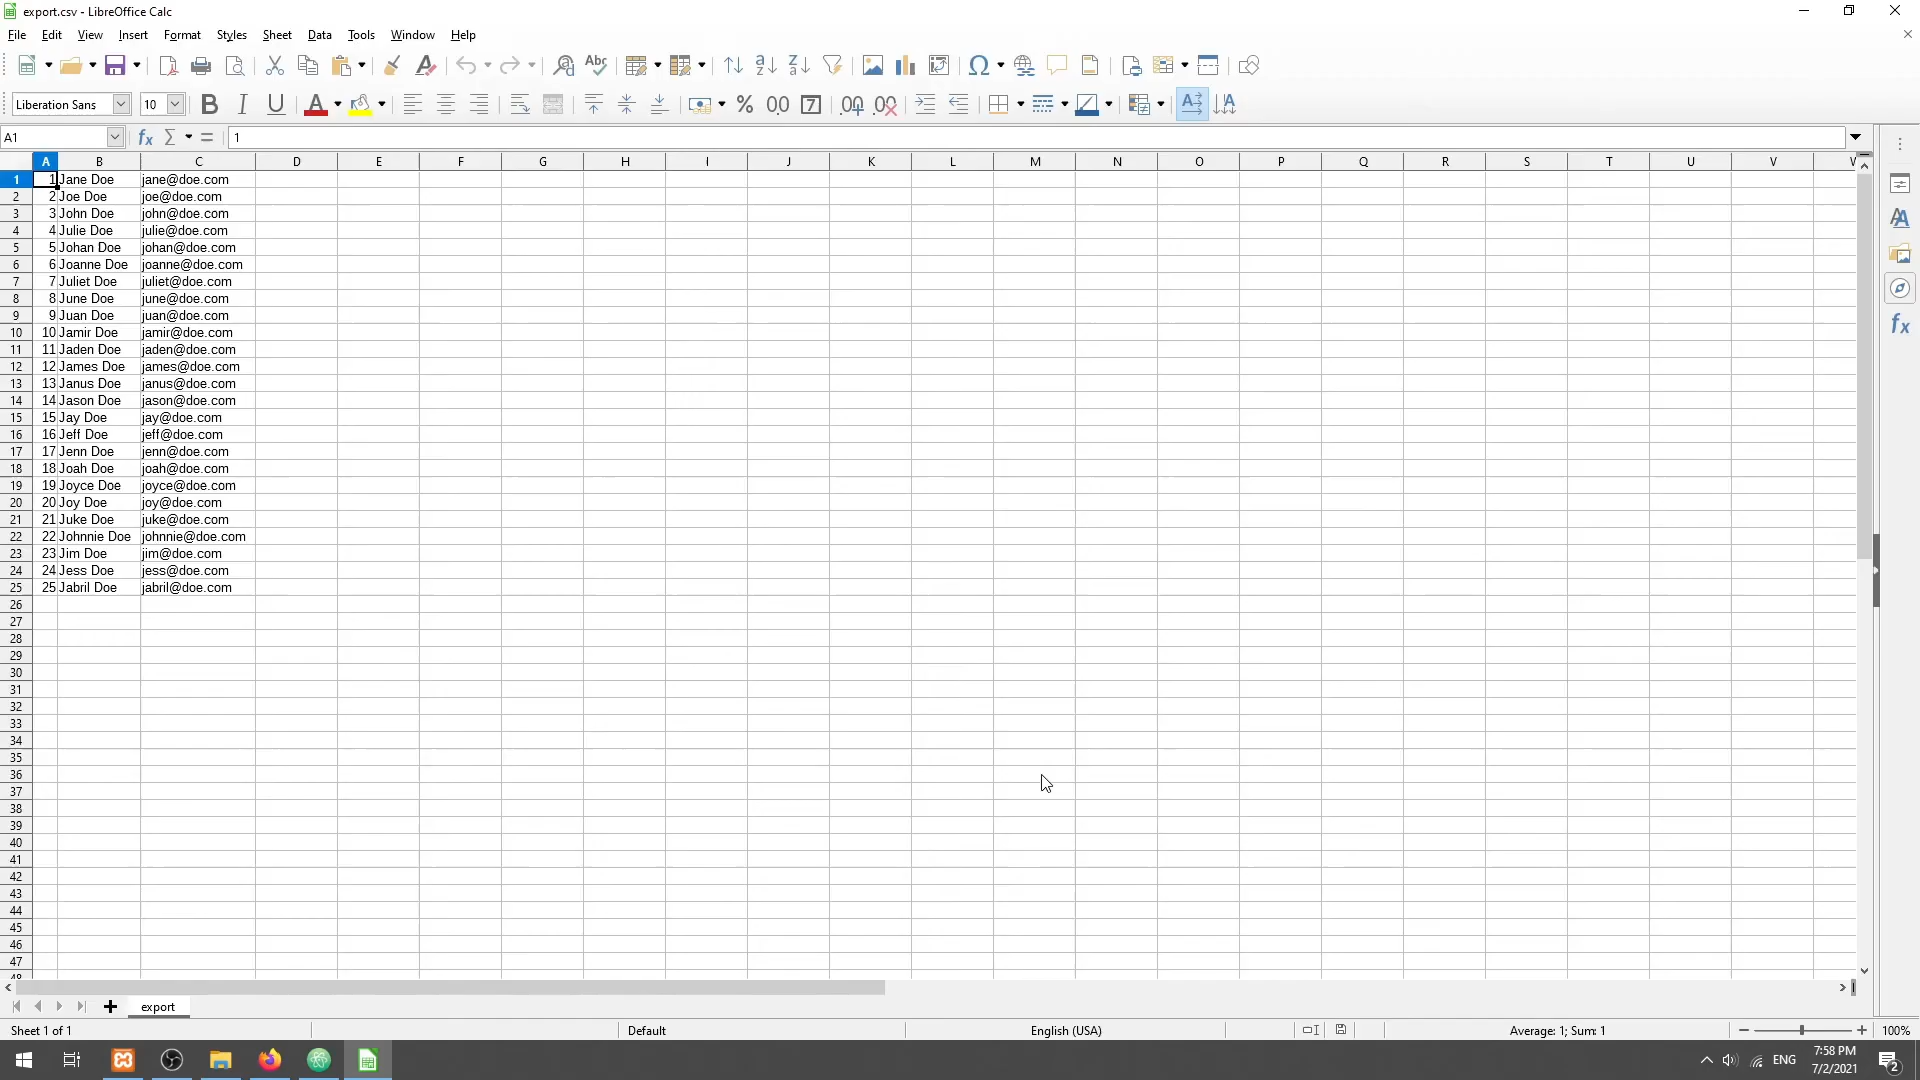 export.csv - LibreOffice Calc
File Edit View Insert Format Styles Sheet Data Tools Window Help
Liberation Sans 10
A1 1
A B C D E F G H I J K L M N O P Q R S T U V
1 1 Jane Doe jane@doe.com
2 2 Joe Doe joe@doe.com
3 3 John Doe john@doe.com
4 4 Julie Doe julie@doe.com
5 5 Johan Doe johan@doe.com
6 6 Joanne Doe joanne@doe.com
7 7 Juliet Doe juliet@doe.com
8 8 June Doe june@doe.com
9 9 Juan Doe juan@doe.com
10 10 Jamir Doe jamir@doe.com
11 11 Jaden Doe jaden@doe.com
12 12 James Doe james@doe.com
13 13 Janus Doe janus@doe.com
14 14 Jason Doe jason@doe.com
15 15 Jay Doe jay@doe.com
16 16 Jeff Doe jeff@doe.com
17 17 Jenn Doe jenn@doe.com
18 18 Joah Doe joah@doe.com
19 19 Joyce Doe joyce@doe.com
20 20 Joy Doe joy@doe.com
21 21 Juke Doe juke@doe.com
22 22 Johnnie Doe johnnie@doe.com
23 23 Jim Doe jim@doe.com
24 24 Jess Doe jess@doe.com
25 25 Jabril Doe jabril@doe.com
26
27
28
29
30
31
32
33
34
35
36
37
38
39
40
41
42
43
44
45
46
47
48
export
Sheet 1 of 1 Default English (USA) Average: 1; Sum: 1 100%
ENG 7:58 PM
7/2/2021 2